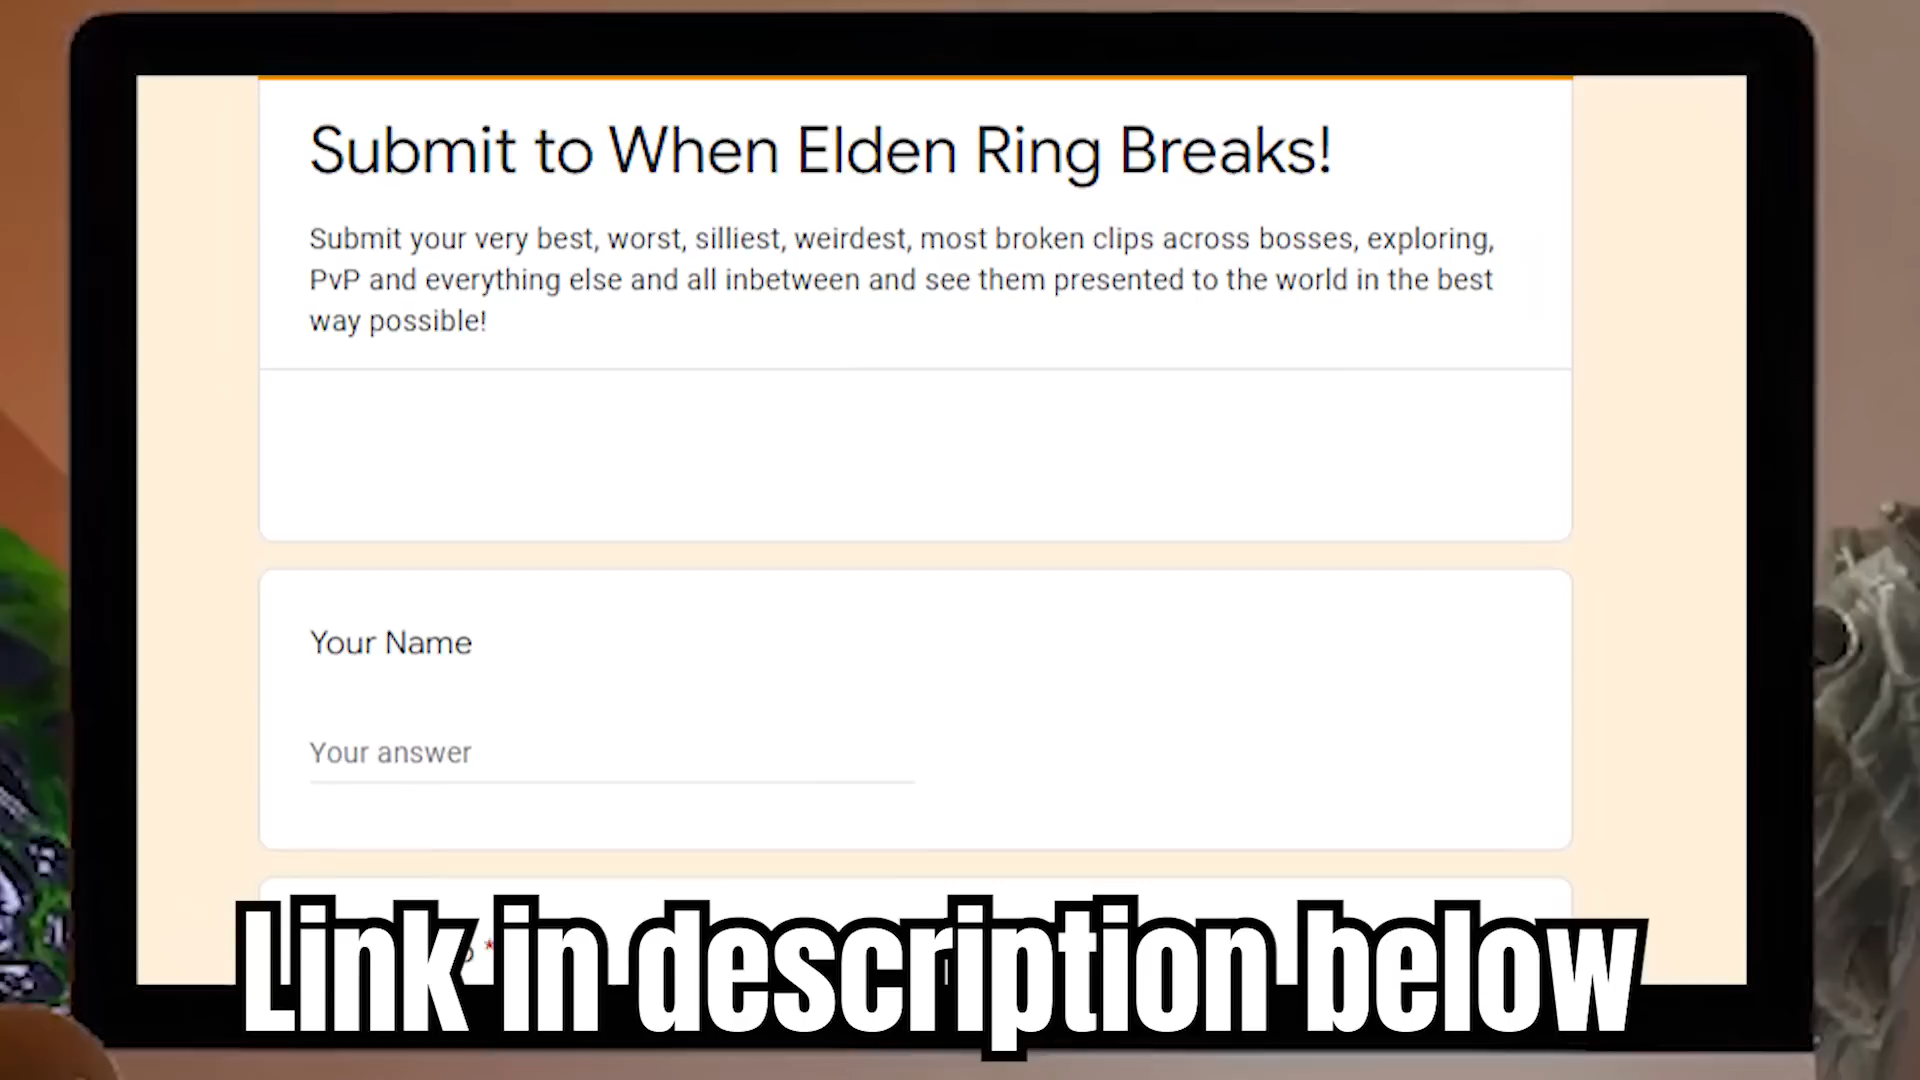 Submit to When Elden Ring Breaks!
Submit your very best, worst, silliest, weirdest, most broken clips across bosses, exploring,
PvP and everything else and all inbetween and see them presented to the world in the best
way possible!
Your Name
Your answer
Link in description below